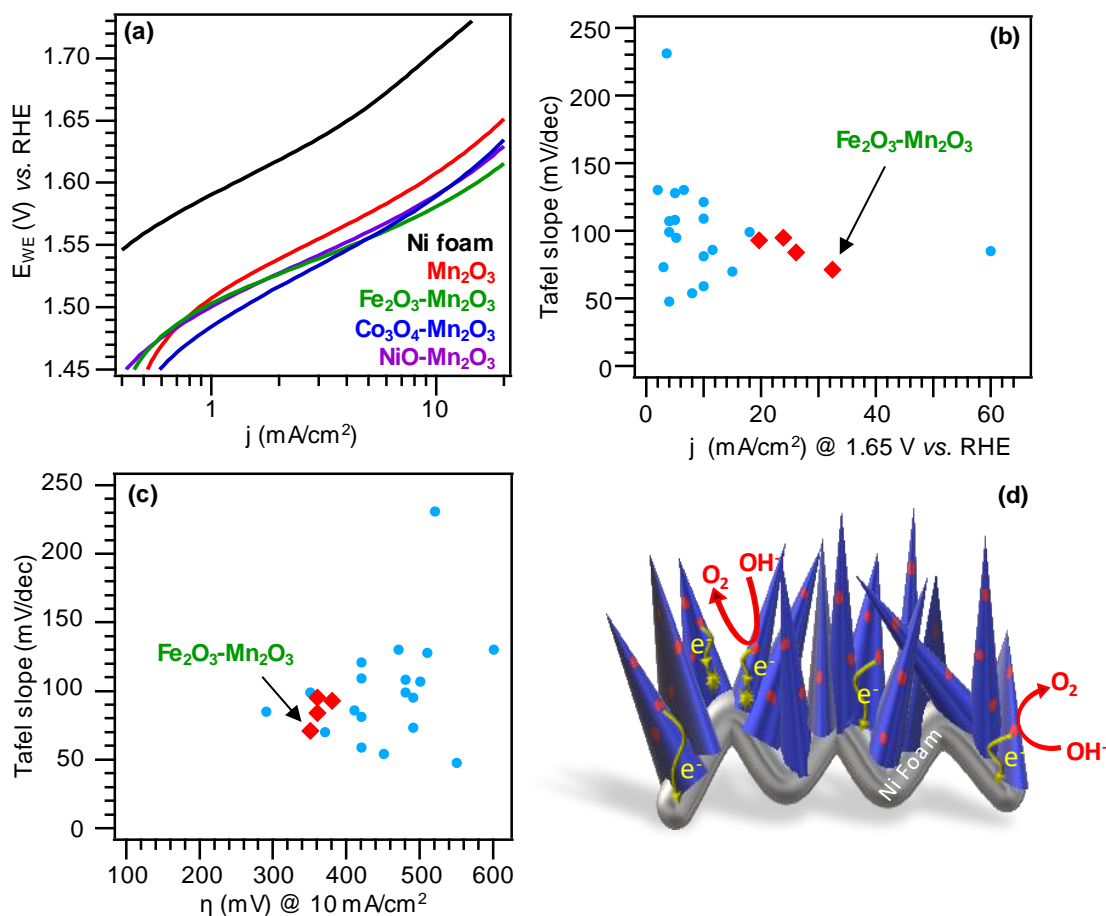 (a)
1.70
1.65
1.60
1.55
1.50
1.45
E_WE (V) vs. RHE
Ni foam
Mn₂O₃
Fe₂O₃-Mn₂O₃
Co₃O₄-Mn₂O₃
NiO-Mn₂O₃
1 10
j (mA/cm²)
(b)
250
200
150
100
50
0
Tafel slope (mV/dec)
Fe₂O₃-Mn₂O₃
0 20 40 60
j (mA/cm²) @ 1.65 V vs. RHE
(c)
250
200
150
100
50
0
Tafel slope (mV/dec)
Fe₂O₃-Mn₂O₃
100 200 300 400 500 600
η (mV) @ 10 mA/cm²
(d)
O₂ OH⁻
e⁻
e⁻
e⁻
e⁻
e⁻
O₂
OH⁻
Ni Foam